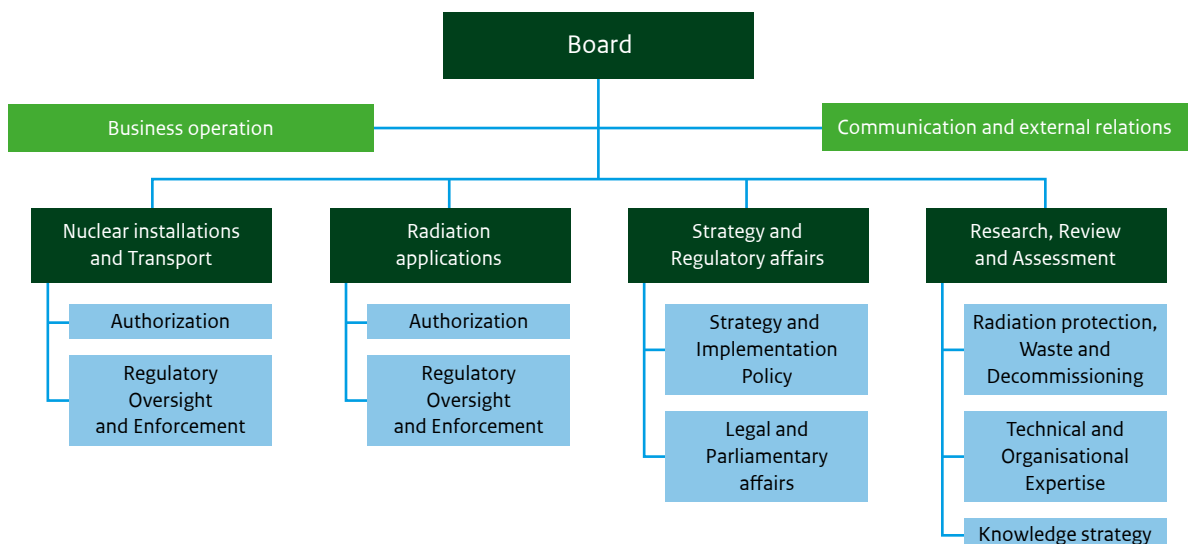 Board
Business operation
Communication and external relations
Nuclear installations
and Transport
Radiation
applications
Strategy and
Regulatory affairs
Research, Review
and Assessment
Authorization
Regulatory
Oversight
and Enforcement
Authorization
Regulatory
Oversight
and Enforcement
Strategy and
Implementation
Policy
Legal and
Parliamentary
affairs
Radiation protection,
Waste and
Decommissioning
Technical and
Organisational
Expertise
Knowledge strategy